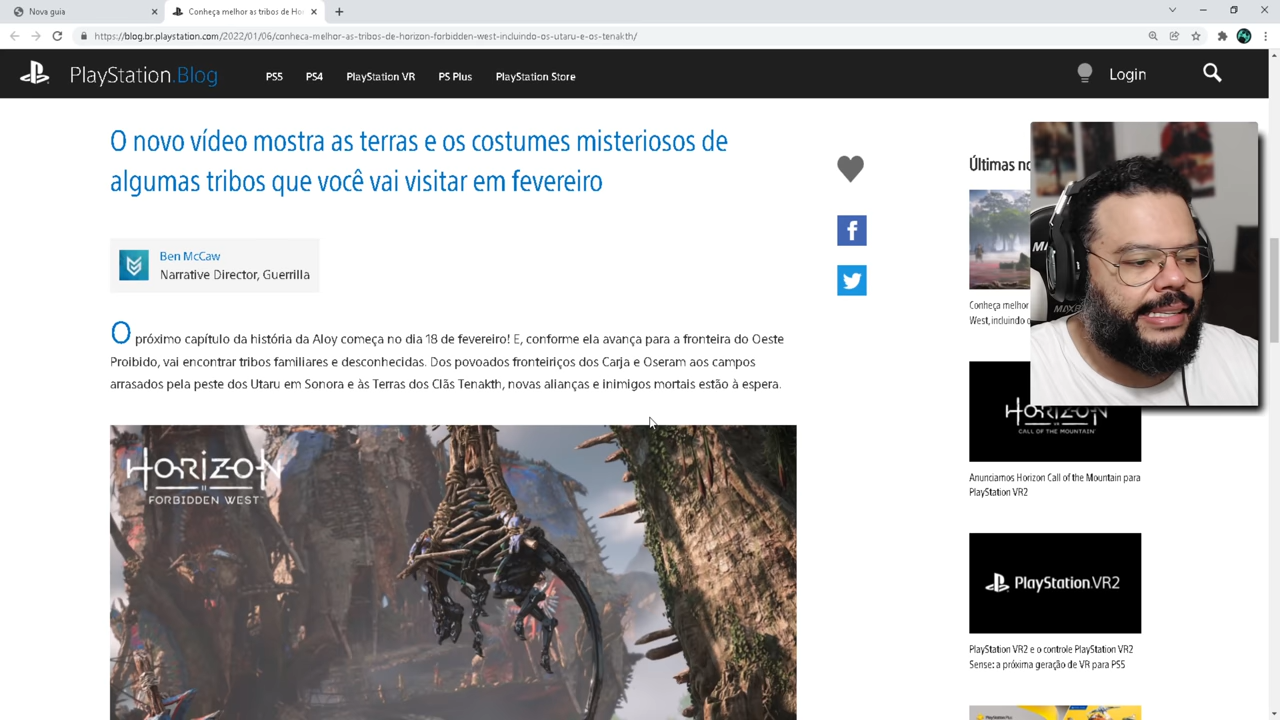 Nova guia
Conheça melhor as tribos de Ho
https://blog.br.playstation.com/2022/01/06/conheca-melhor-as-tribos-de-horizon-forbidden-west-incluindo-os-utaru-e-os-tenakth/
PlayStation.Blog
PS5
PS4
PlayStation VR
PS Plus
PlayStation Store
Login
O novo vídeo mostra as terras e os costumes misteriosos de
algumas tribos que você vai visitar em fevereiro
Ben McCaw
Narrative Director, Guerrilla
O próximo capítulo da história da Aloy começa no dia 18 de fevereiro! E, conforme ela avança para a fronteira do Oeste
Proibido, vai encontrar tribos familiares e desconhecidas. Dos povoados fronteiriços dos Carja e Oseram aos campos
arrasados pela peste dos Utaru em Sonora e às Terras dos Clãs Tenakth, novas alianças e inimigos mortais estão à espera.
HORIZON
II
FORBIDDEN WEST
Últimas no
Conheça melhor
West, incluindo o
HORIZON
CALL OF THE MOUNTAIN
Anunciamos Horizon Call of the Mountain para
PlayStation VR2
PlayStation VR2
PlayStation VR2 e o controle PlayStation VR2
Sense: a próxima geração de VR para PS5